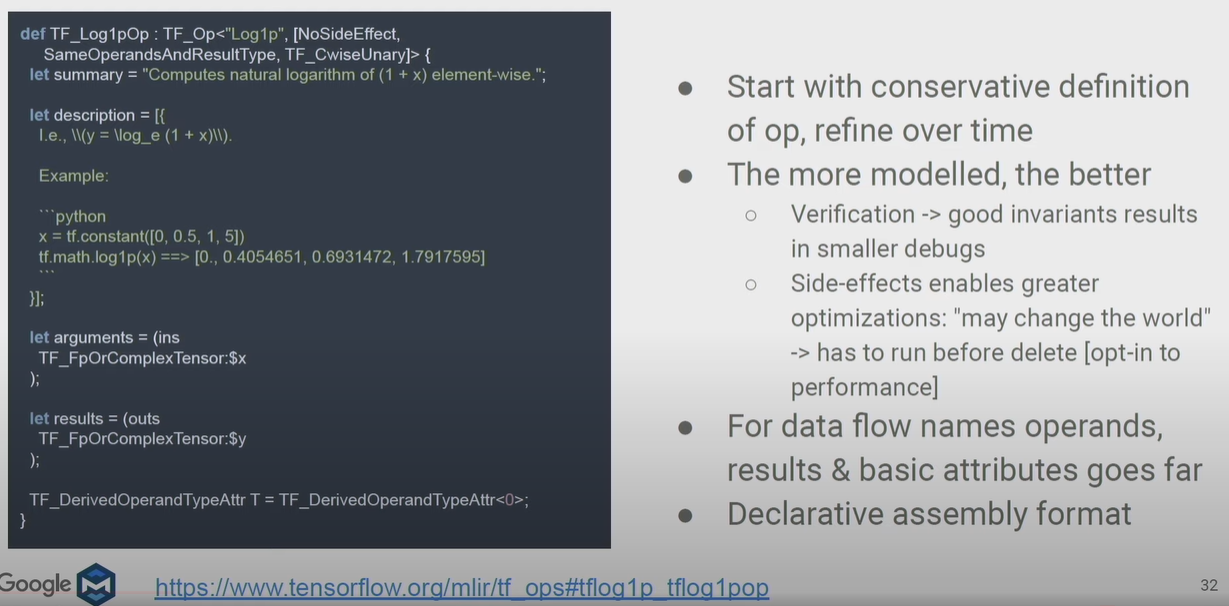 def TF_Log1pOp : TF_Op<"Log1p", [NoSideEffect,
SameOperandsAndResultType, TF_CwiseUnary]> {
let summary = "Computes natural logarithm of (1 + x) element-wise.";
let description = [{
I.e., \\(y = \log_e (1 + x)\\).
Example:
```python
x = tf.constant([0, 0.5, 1, 5])
tf.math.log1p(x) ==> [0., 0.4054651, 0.6931472, 1.7917595]
```
}];
let arguments = (ins
TF_FpOrComplexTensor:$x
);
let results = (outs
TF_FpOrComplexTensor:$y
);
TF_DerivedOperandTypeAttr T = TF_DerivedOperandTypeAttr<0>;
}
● Start with conservative definition
of op, refine over time
● The more modelled, the better
○ Verification -> good invariants results
in smaller debugs
○ Side-effects enables greater
optimizations: "may change the world"
-> has to run before delete [opt-in to
performance]
● For data flow names operands,
results & basic attributes goes far
● Declarative assembly format
Google
https://www.tensorflow.org/mlir/tf_ops#tflog1p_tflog1pop
32